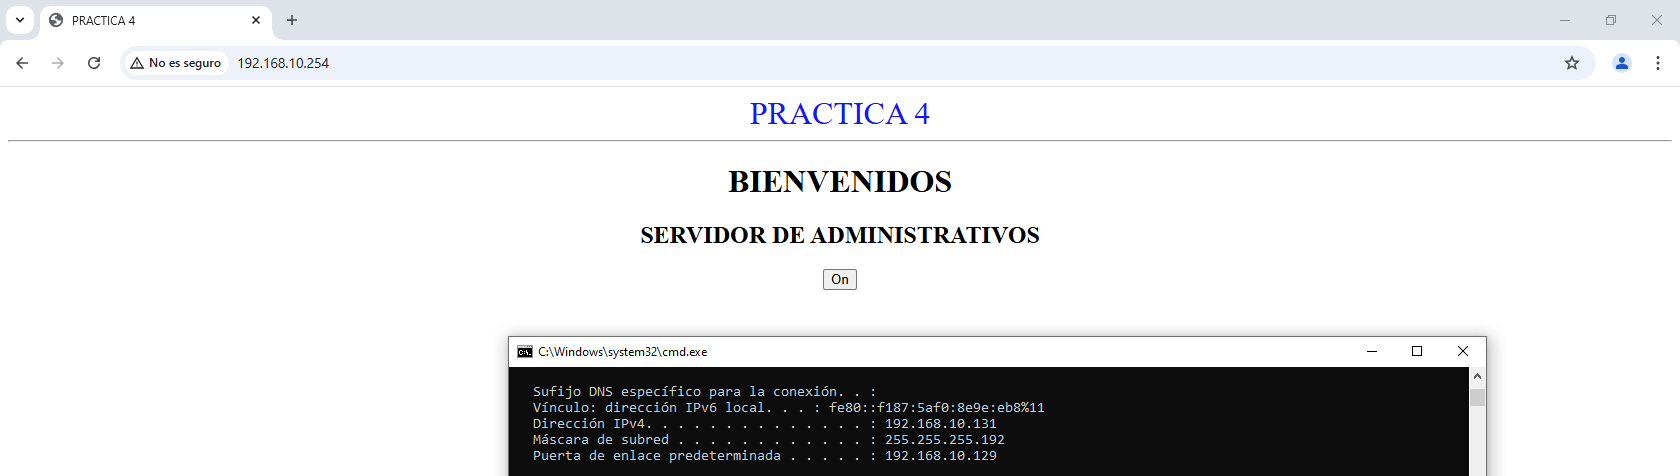 PRACTICA 4
No es seguro
192.168.10.254
PRACTICA 4
BIENVENIDOS
SERVIDOR DE ADMINISTRATIVOS
On
C:\Windows\system32\cmd.exe
Sufijo DNS específico para la conexión. . :
Vínculo: dirección IPv6 local. . . : fe80::f187:5af0:8e9e:eb8%11
Dirección IPv4. . . . . . . . . . . . . . : 192.168.10.131
Máscara de subred . . . . . . . . . . . . : 255.255.255.192
Puerta de enlace predeterminada . . . . . : 192.168.10.129